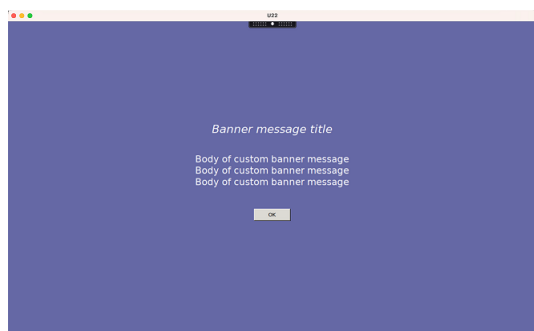 U22
Banner message title
Body of custom banner message
Body of custom banner message
Body of custom banner message
OK